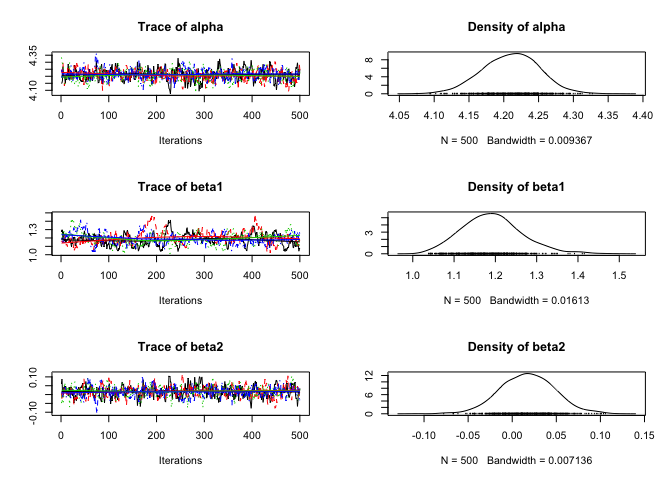 Trace of alpha
4.10 4.35
0 100 200 300 400 500
Iterations
Density of alpha
0 4 8
4.05 4.10 4.15 4.20 4.25 4.30 4.35 4.40
N = 500 Bandwidth = 0.009367
Trace of beta1
1.0 1.3
0 100 200 300 400 500
Iterations
Density of beta1
0 3
1.0 1.1 1.2 1.3 1.4 1.5
N = 500 Bandwidth = 0.01613
Trace of beta2
-0.10 0.10
0 100 200 300 400 500
Iterations
Density of beta2
0 4 8 12
-0.10 -0.05 0.00 0.05 0.10 0.15
N = 500 Bandwidth = 0.007136